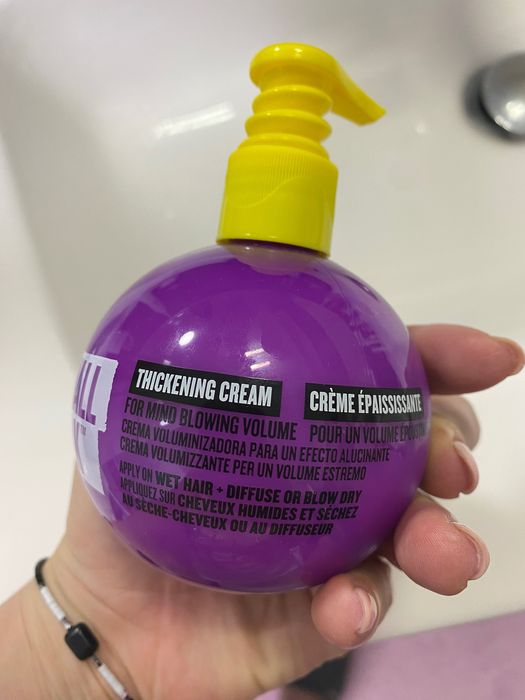 ALL
THICKENING CREAM
CRÈME ÉPAISSISSANTE
FOR MIND BLOWING VOLUME
POUR UN VOLUME
CREMA VOLUMINIZADORA PARA UN EFECTO ALUCINANTE
CREMA VOLUMIZZANTE PER UN VOLUME ESTREMO
APPLY ON WET HAIR + DIFFUSE OR BLOW DRY
APPLIQUEZ SUR CHEVEUX HUMIDES ET SÉCHEZ
AU SÈCHE-CHEVEUX OU AU DIFFUSEUR